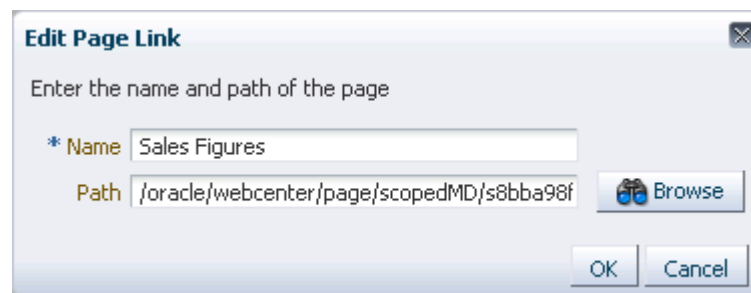 Edit Page Link
Enter the name and path of the page
* Name Sales Figures
Path /oracle/webcenter/page/scopedMD/s8bba98f Browse
OK Cancel